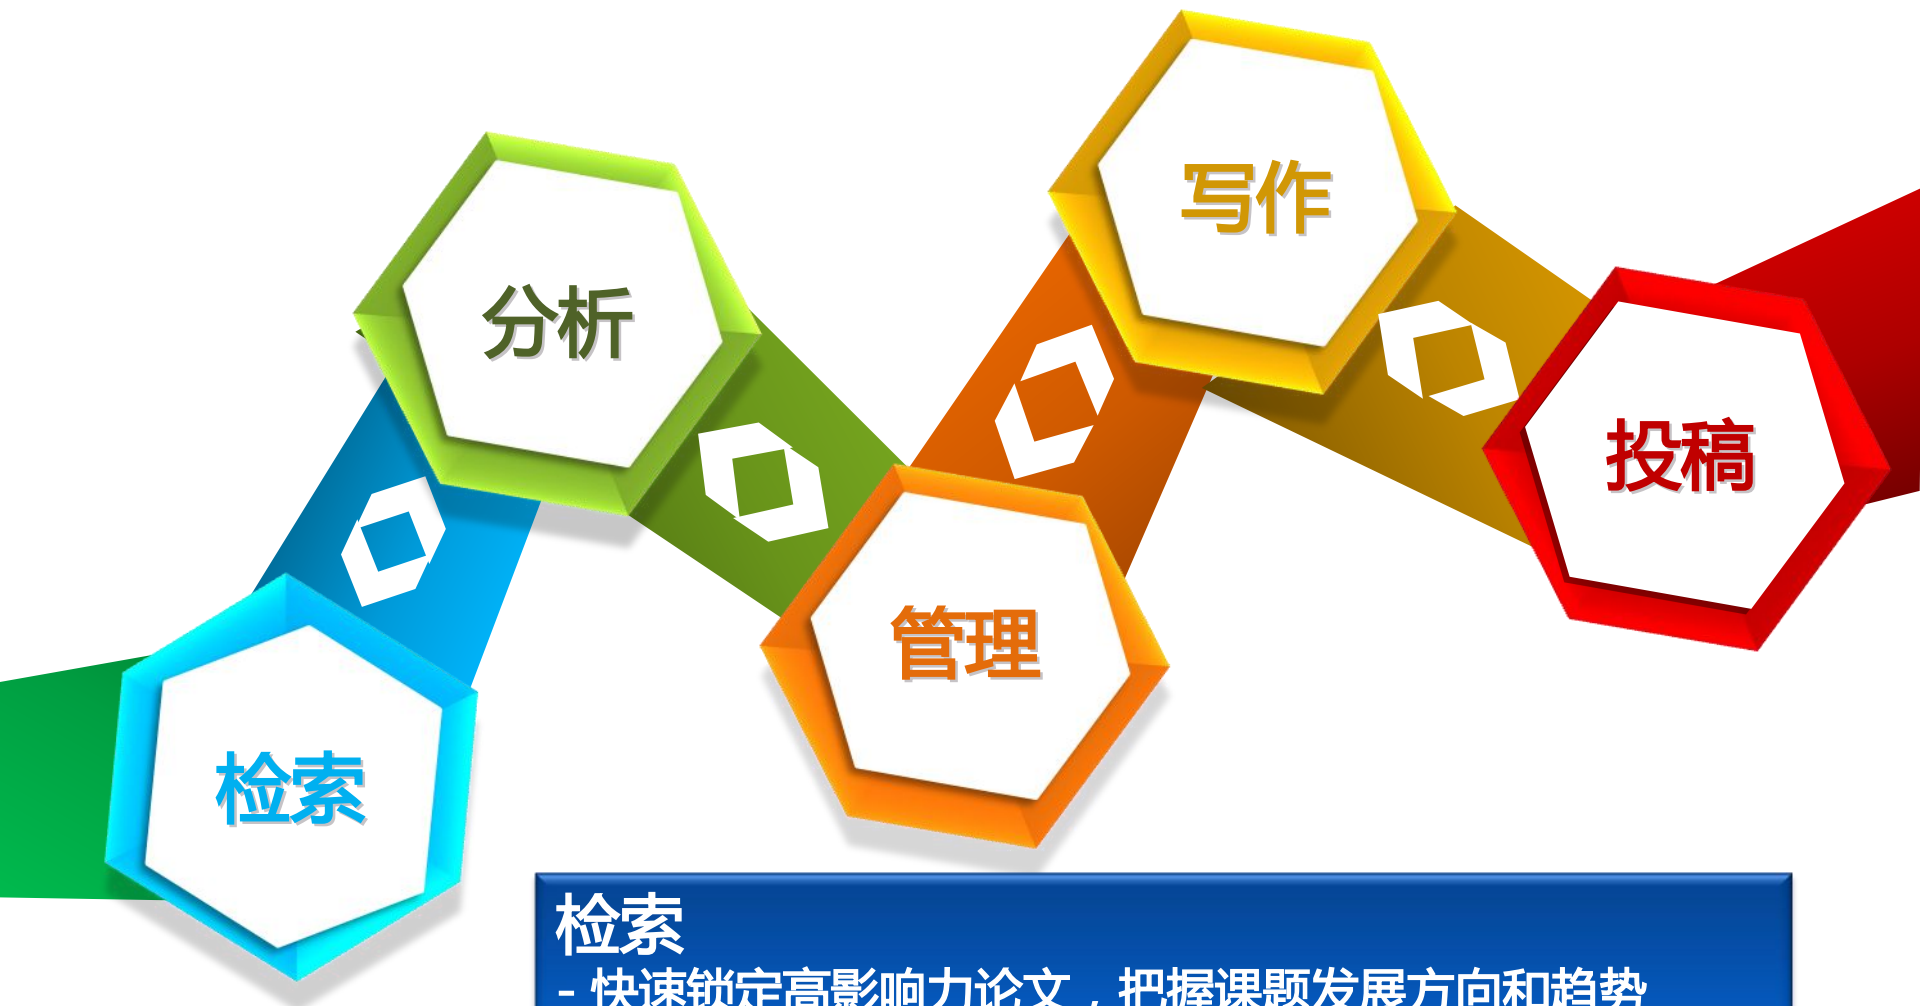 写作
分析
投稿
管理
检索
检索
- 快速锁定高影响力论文，把握课题发展方向和趋势